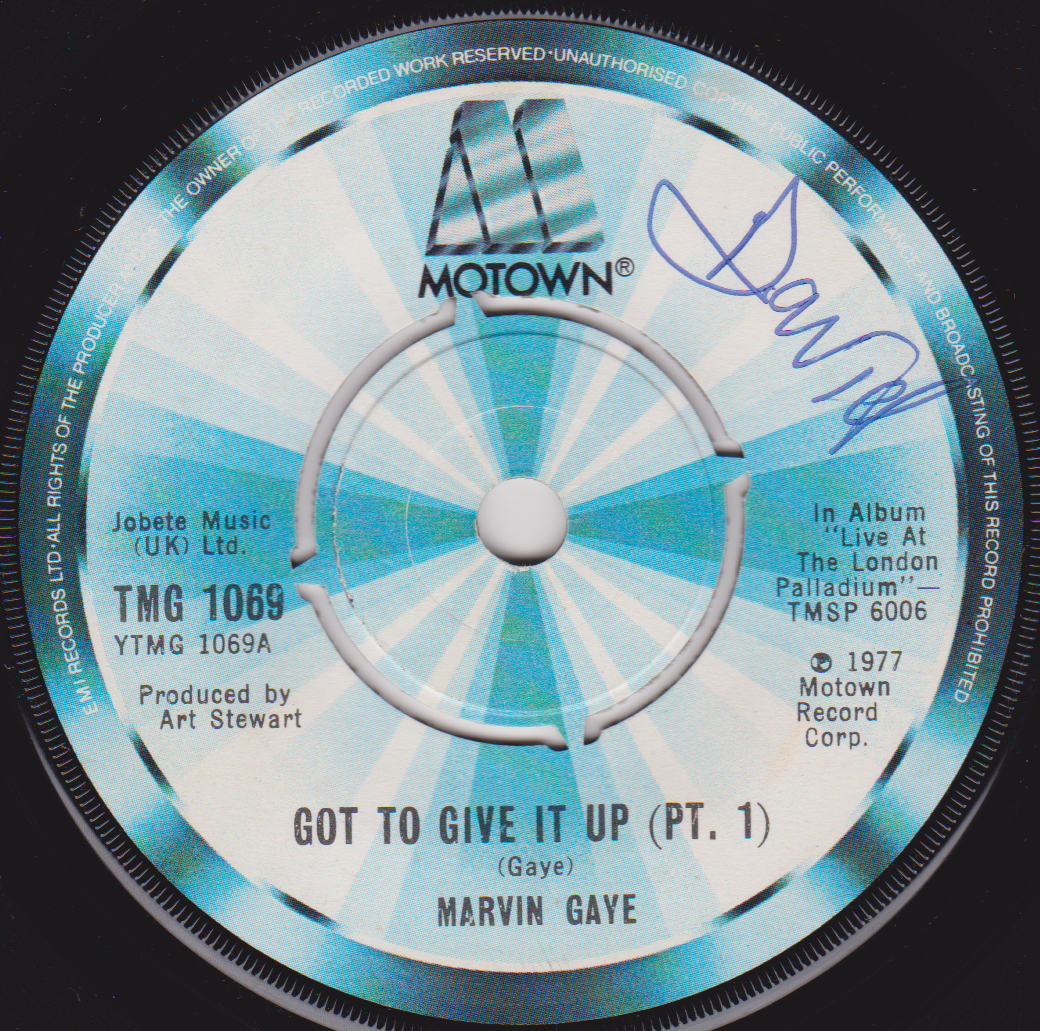 EMI RECORDS LTD·ALL RIGHTS OF THE PRODUCER AND OF THE OWNER OF THE RECORDED WORK RESERVED·UNAUTHORISED COPYING PUBLIC PERFORMANCE AND BROADCASTING OF THIS RECORD PROHIBITED
MOTOWN®
Jobete Music
(UK) Ltd.
TMG 1069
YTMG 1069A
Produced by
Art Stewart
In Album
"Live At
The London
Palladium"—
TMSP 6006
℗ 1977
Motown
Record
Corp.
GOT TO GIVE IT UP (PT. 1)
(Gaye)
MARVIN GAYE